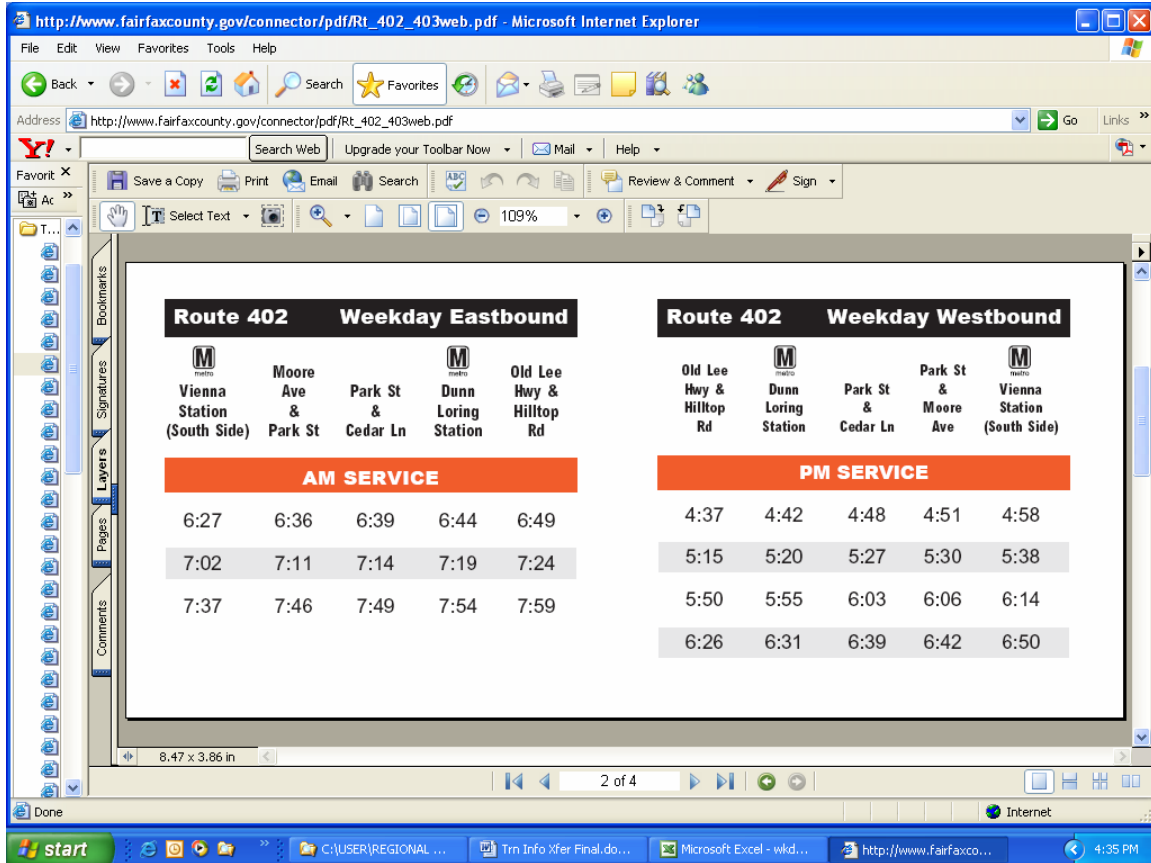 http://www.fairfaxcounty.gov/connector/pdf/Rt_402_403web.pdf - Microsoft Internet Explorer
File Edit View Favorites Tools Help
Back Search Favorites
Address http://www.fairfaxcounty.gov/connector/pdf/Rt_402_403web.pdf Go Links »
Y! Search Web Upgrade your Toolbar Now Mail Help
Favorit X
Ac »
T...
Save a Copy Print Email Search ABC Review & Comment Sign
Select Text 109%
Bookmarks
Signatures
Layers
Pages
Comments
Route 402 Weekday Eastbound
M
metro
Vienna
Station
(South Side)
Moore
Ave
&
Park St
Park St
&
Cedar Ln
M
metro
Dunn
Loring
Station
Old Lee
Hwy &
Hilltop
Rd
AM SERVICE
6:27 6:36 6:39 6:44 6:49
7:02 7:11 7:14 7:19 7:24
7:37 7:46 7:49 7:54 7:59
Route 402 Weekday Westbound
Old Lee
Hwy &
Hilltop
Rd
M
metro
Dunn
Loring
Station
Park St
&
Cedar Ln
Park St
&
Moore
Ave
M
metro
Vienna
Station
(South Side)
PM SERVICE
4:37 4:42 4:48 4:51 4:58
5:15 5:20 5:27 5:30 5:38
5:50 5:55 6:03 6:06 6:14
6:26 6:31 6:39 6:42 6:50
8.47 x 3.86 in
2 of 4
Done Internet
start » C:\USER\REGIONAL ... Trn Info Xfer Final.do... Microsoft Excel - wkd... http://www.fairfaxco... 4:35 PM